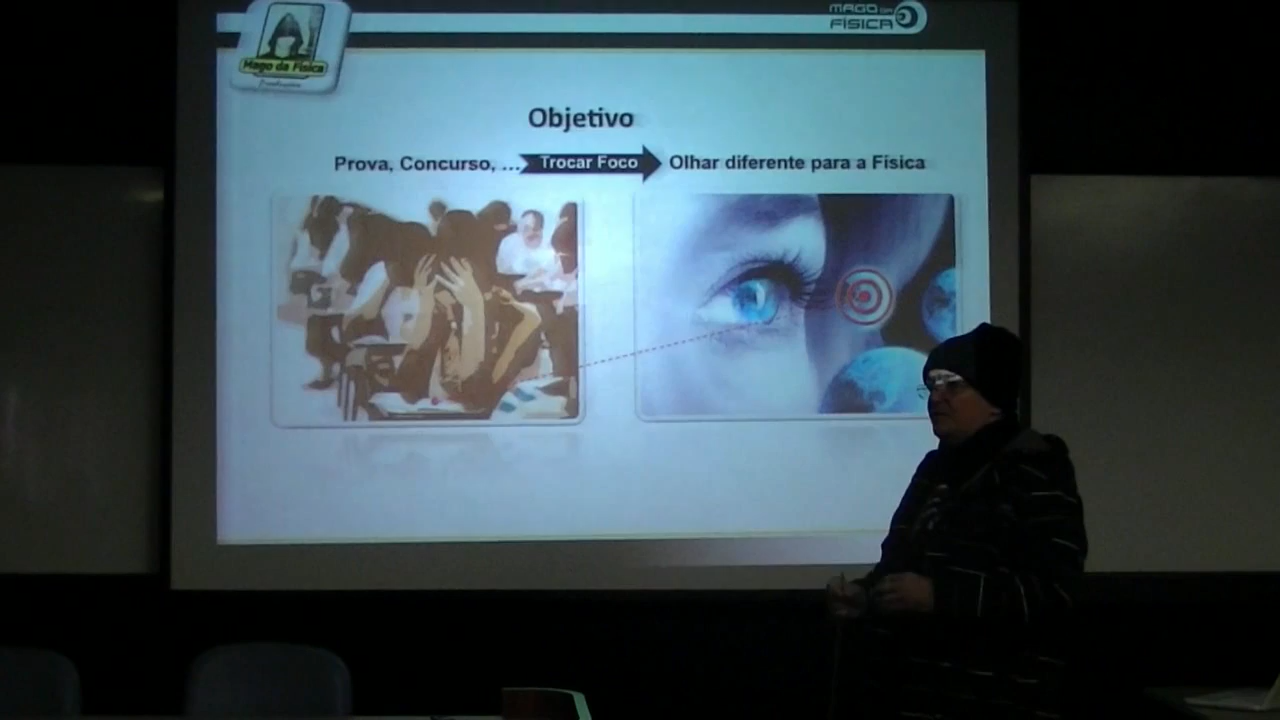 MAGO DA
FÍSICA
Mago da Física
Objetivo
Prova, Concurso, ... Trocar Foco Olhar diferente para a Física